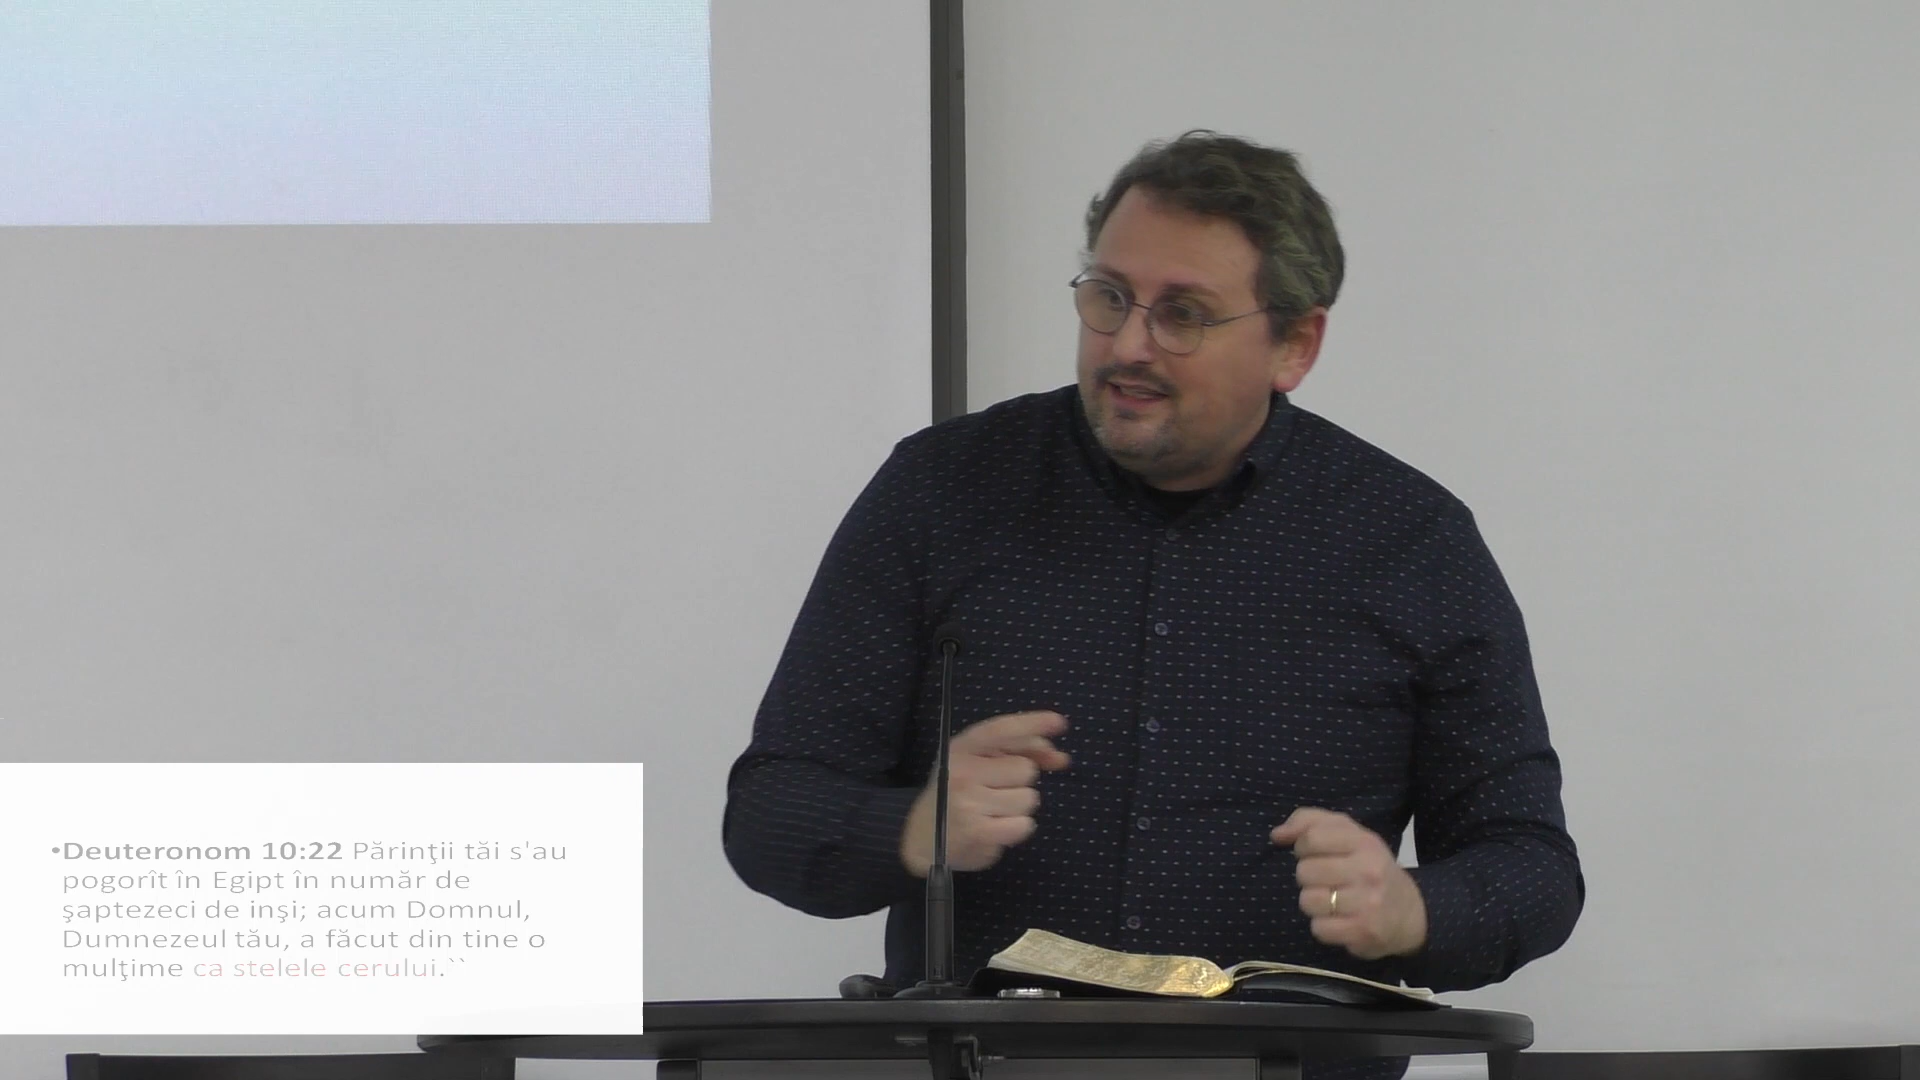 •Deuteronom 10:22 Părinţii tăi s'au
pogorît în Egipt în număr de
şaptezeci de inşi; acum Domnul,
Dumnezeul tău, a făcut din tine o
mulţime ca stelele cerului.``